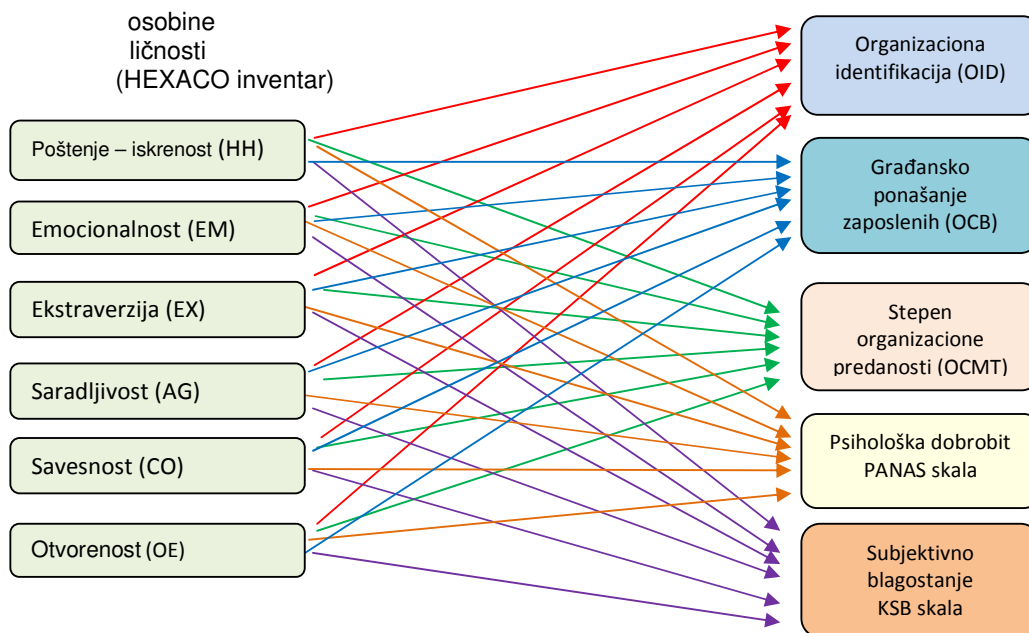 osobine
ličnosti
(HEXACO inventar)
Poštenje – iskrenost (HH)
Emocionalnost (EM)
Ekstraverzija (EX)
Saradljivost (AG)
Savesnost (CO)
Otvorenost (OE)
Organizaciona
identifikacija (OID)
Građansko
ponašanje
zaposlenih (OCB)
Stepen
organizacione
predanosti (OCMT)
Psihološka dobrobit
PANAS skala
Subjektivno
blagostanje
KSB skala